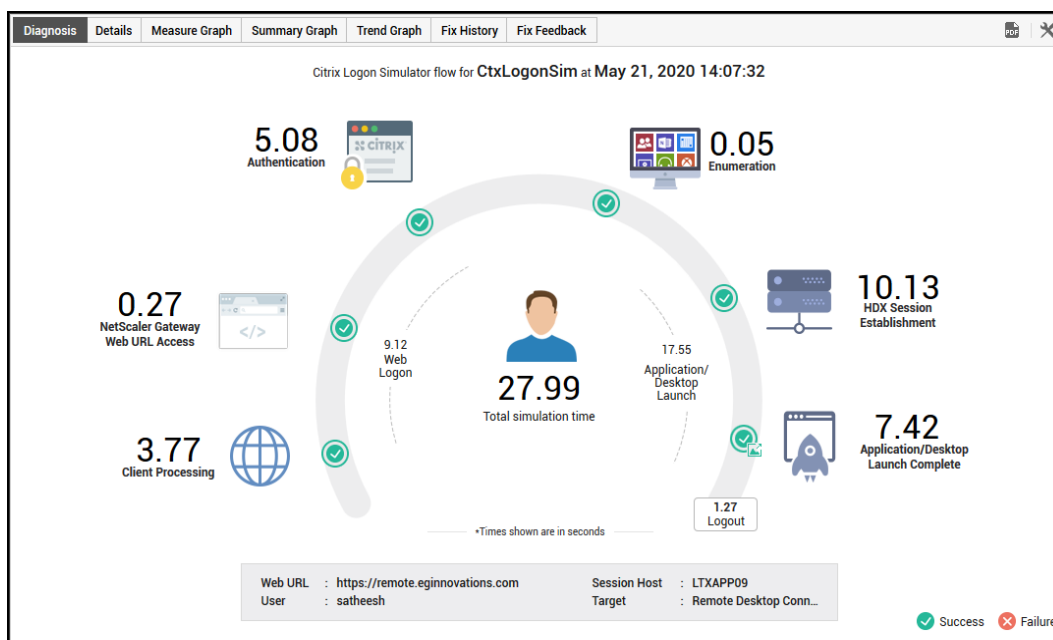 Diagnosis Details Measure Graph Summary Graph Trend Graph Fix History Fix Feedback
PDF
Citrix Logon Simulator flow for CtxLogonSim at May 21, 2020 14:07:32
5.08
Authentication
CİTRIX
0.05
Enumeration
0.27
NetScaler Gateway
Web URL Access
</>
10.13
HDX Session
Establishment
9.12
Web
Logon
17.55
Application/
Desktop
Launch
27.99
Total simulation time
3.77
Client Processing
7.42
Application/Desktop
Launch Complete
1.27
Logout
*Times shown are in seconds
Web URL : https://remote.eginnovations.com Session Host : LTXAPP09
User : satheesh Target : Remote Desktop Conn...
Success Failure